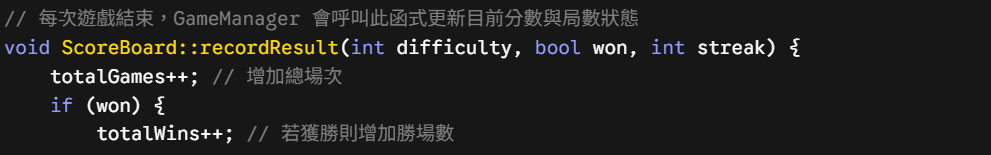 // 每次遊戲結束，GameManager 會呼叫此函式更新目前分數與局數狀態
void ScoreBoard::recordResult(int difficulty, bool won, int streak) {
    totalGames++; // 增加總場次
    if (won) {
        totalWins++; // 若獲勝則增加勝場數